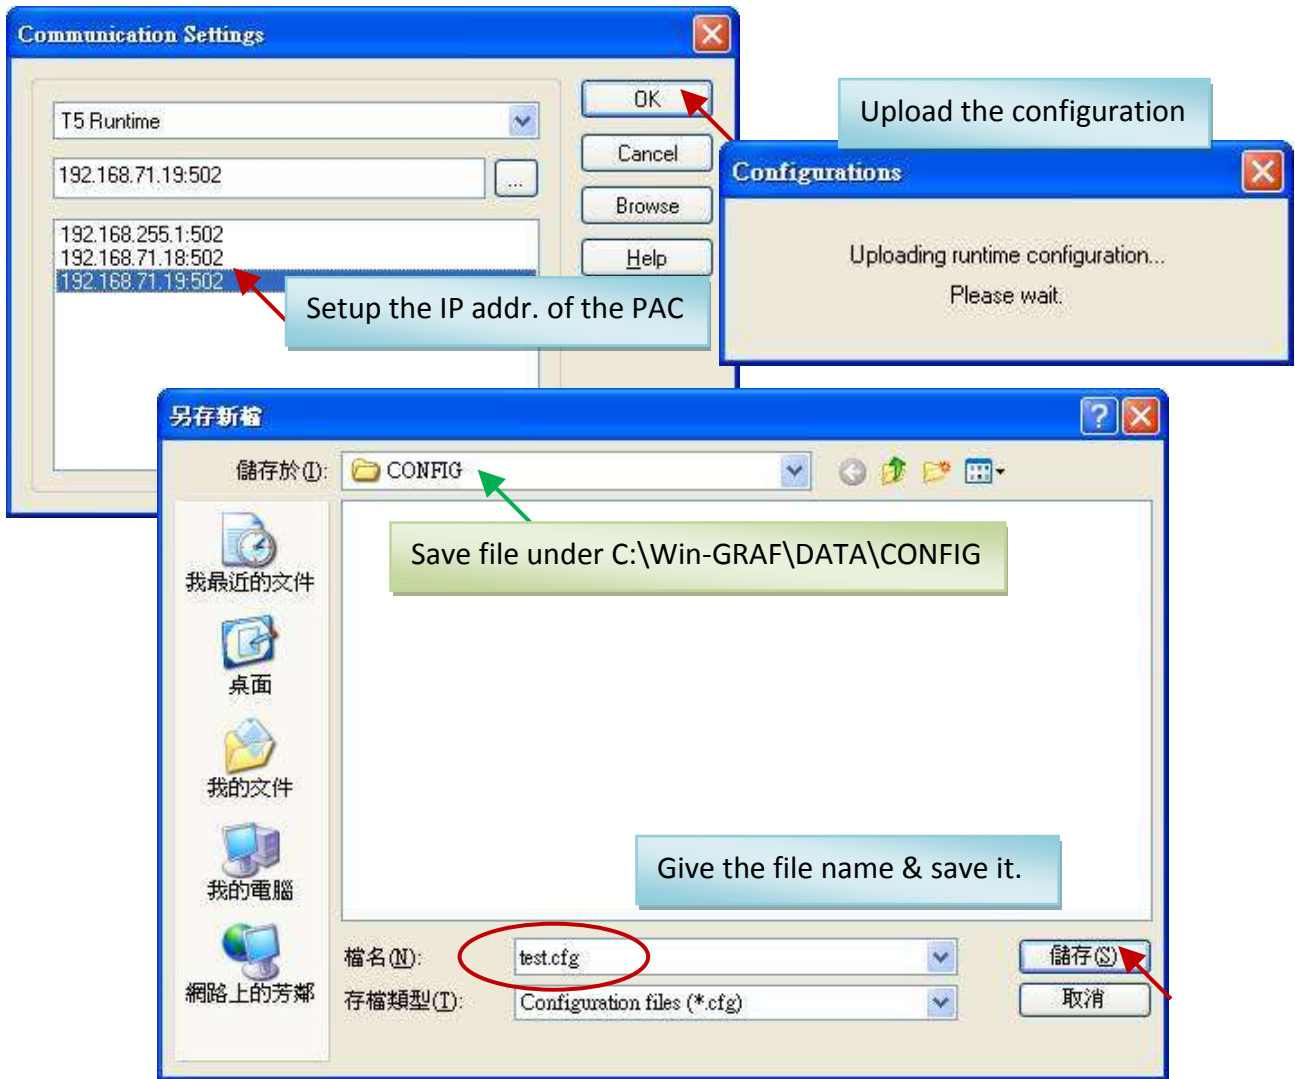 Communication Settings
T5 Runtime
192.168.71.19:502
...
192.168.255.1:502
192.168.71.18:502
192.168.71.19:502
OK
Cancel
Browse
Help
Setup the IP addr. of the PAC
Upload the configuration
Configurations
Uploading runtime configuration...
Please wait.
另存新檔
儲存於(I):
CONFIG
Save file under C:\Win-GRAF\DATA\CONFIG
我最近的文件
桌面
我的文件
我的電腦
網路上的芳鄰
Give the file name & save it.
檔名(N):
test.cfg
儲存(S)
存檔類型(T):
Configuration files (*.cfg)
取消